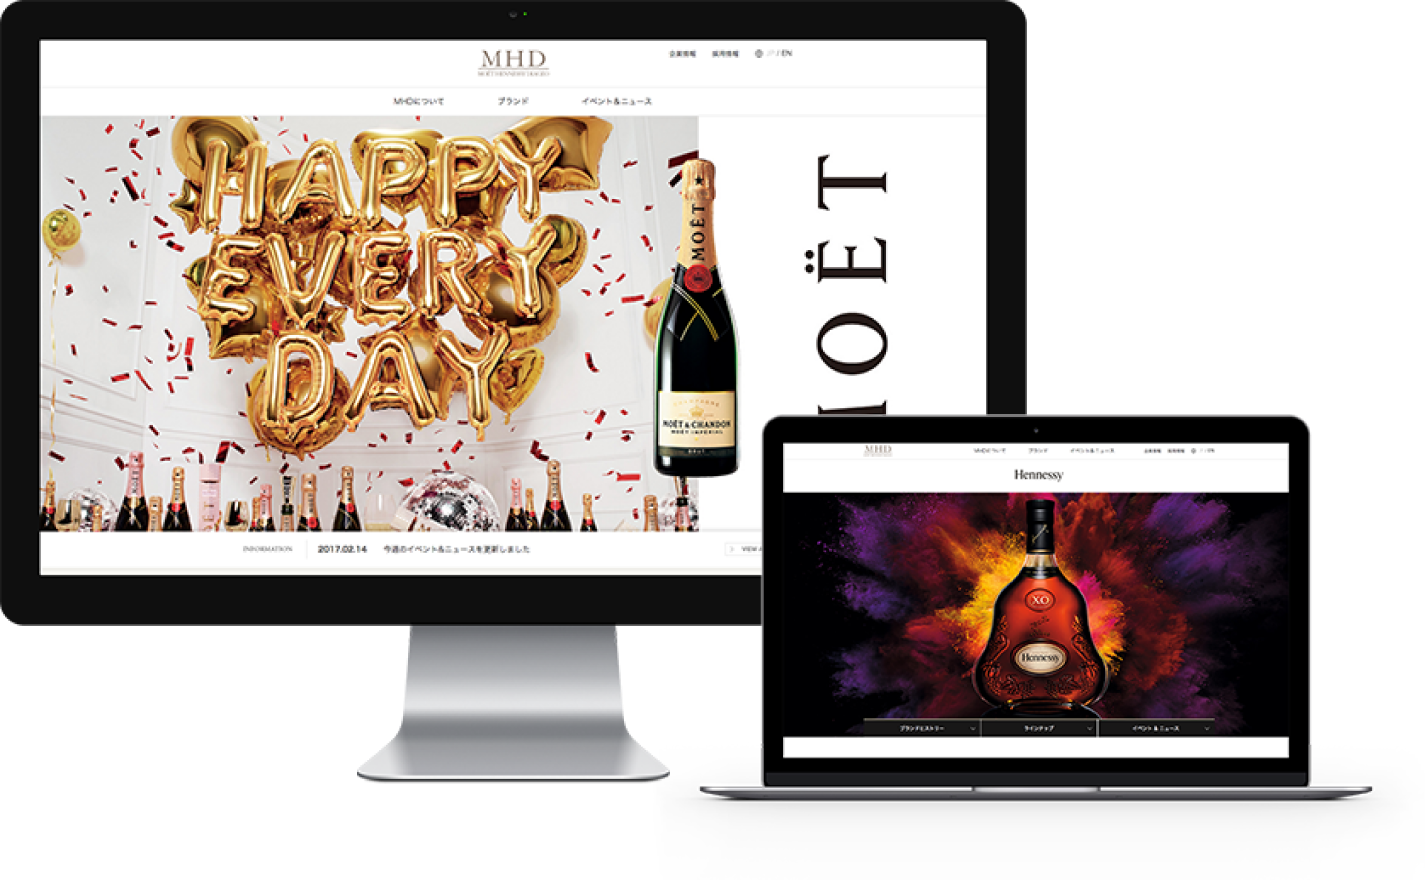 MHD
MOËT HENNESSY DIAGEO
企業情報 採用情報 JP / EN
MHDについて ブランド イベント&ニュース
HAPPY
EVERY
DAY
MOËT
MOËT & CHANDON
MOËT IMPÉRIAL
BRUT
MOËT
INFORMATION 2017.02.14 今週のイベント&ニュースを更新しました
VIEW
MHD
MHDについて ブランド イベント&ニュース 企業情報 採用情報 EN
Hennessy
XO
Hennessy
ブランドヒストリー ラインナップ イベント & ニュース